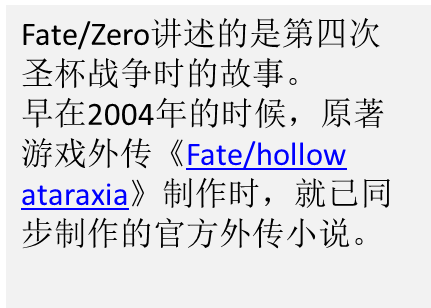 Fate/Zero讲述的是第四次
圣杯战争时的故事。
早在2004年的时候，原著
游戏外传《Fate/hollow
ataraxia》制作时，就已同
步制作的官方外传小说。